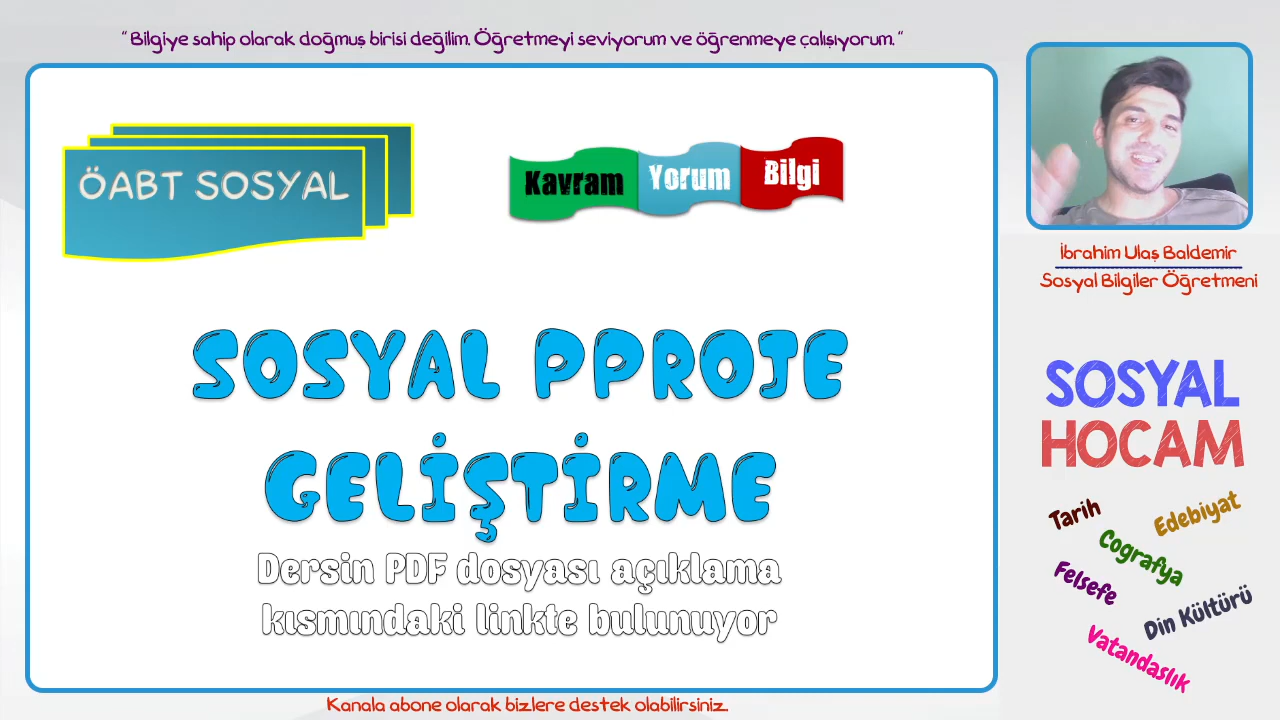 " Bilgiye sahip olarak doğmuş birisi değilim. Öğretmeyi seviyorum ve öğrenmeye çalışıyorum. "
ÖABT SOSYAL
Kavram Yorum Bilgi
SOSYAL PPROJE
GELİŞTİRME
Dersin PDF dosyası açıklama
kısmındaki linkte bulunuyor
İbrahim Ulaş Baldemir
Sosyal Bilgiler Öğretmeni
SOSYAL
HOCAM
Tarih
Edebiyat
Cografya
Felsefe
Din Kültürü
Vatandaslık
Kanala abone olarak bizlere destek olabilirsiniz.